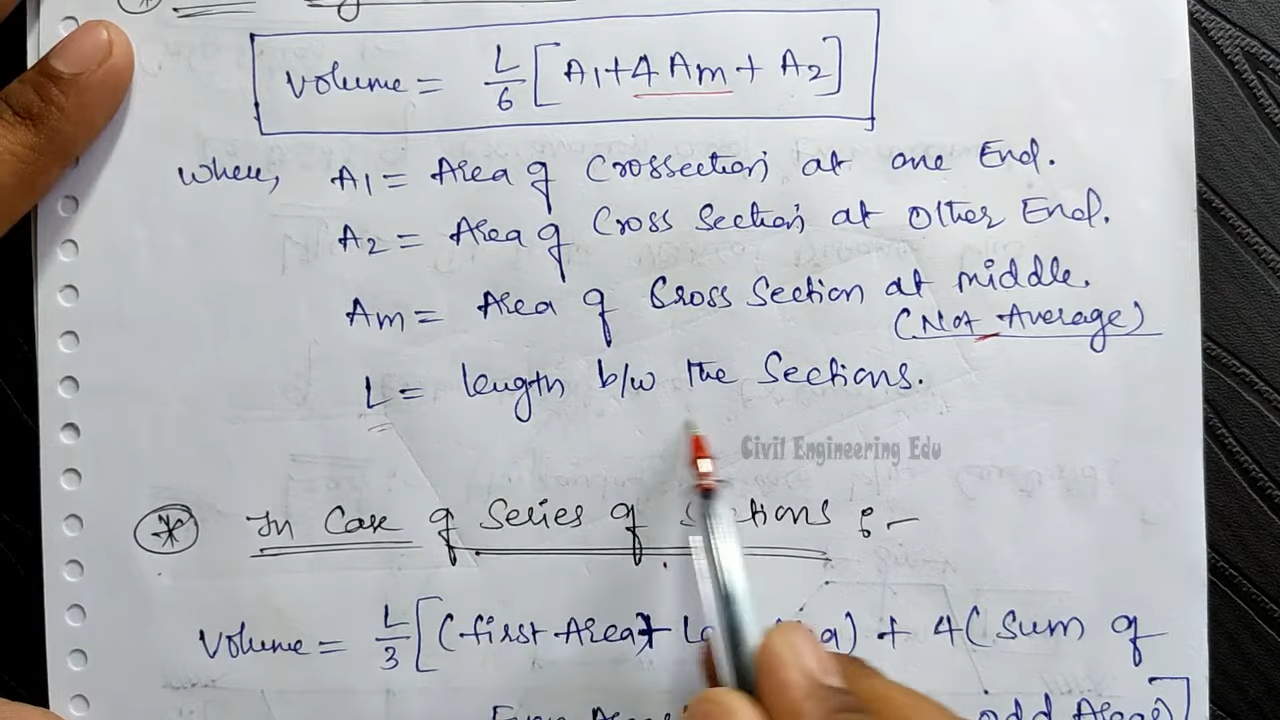 Volume = L/6 [A1+4 Am + A2]
where, A1 = Area of Crossection at one End.
A2 = Area of Cross Section at Other End.
Am = Area of Cross Section at middle.
(Not Average)
L = length b/w the Sections.
Civil Engineering Edu
* In Case of Series of :-
Volume = L/3 [(first Area + + 4 (Sum of
odd Areas)]